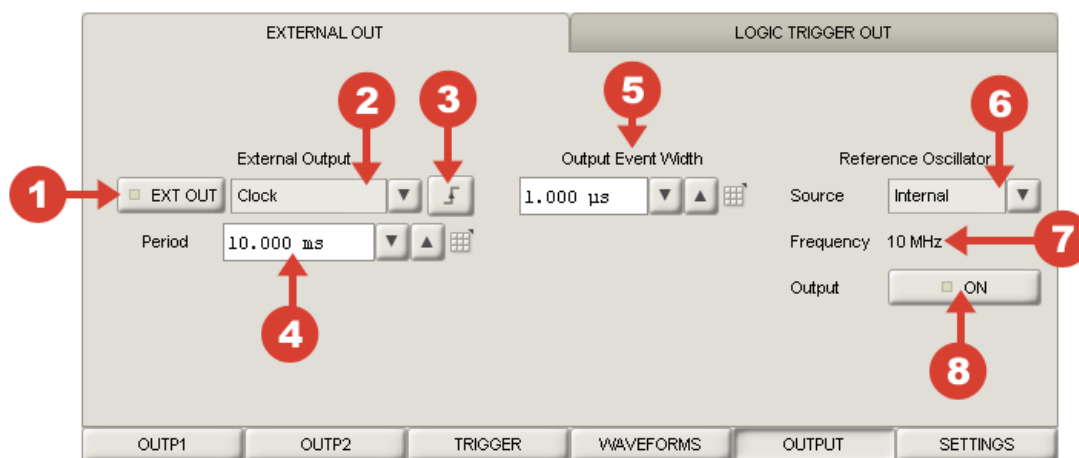 EXTERNAL OUT LOGIC TRIGGER OUT
2 3 5 6
External Output Output Event Width Reference Oscillator
1 EXT OUT Clock 1.000 µs Source Internal
Period 10.000 ms Frequency 10 MHz 7
4 Output ON
8
OUTP1 OUTP2 TRIGGER WAVEFORMS OUTPUT SETTINGS